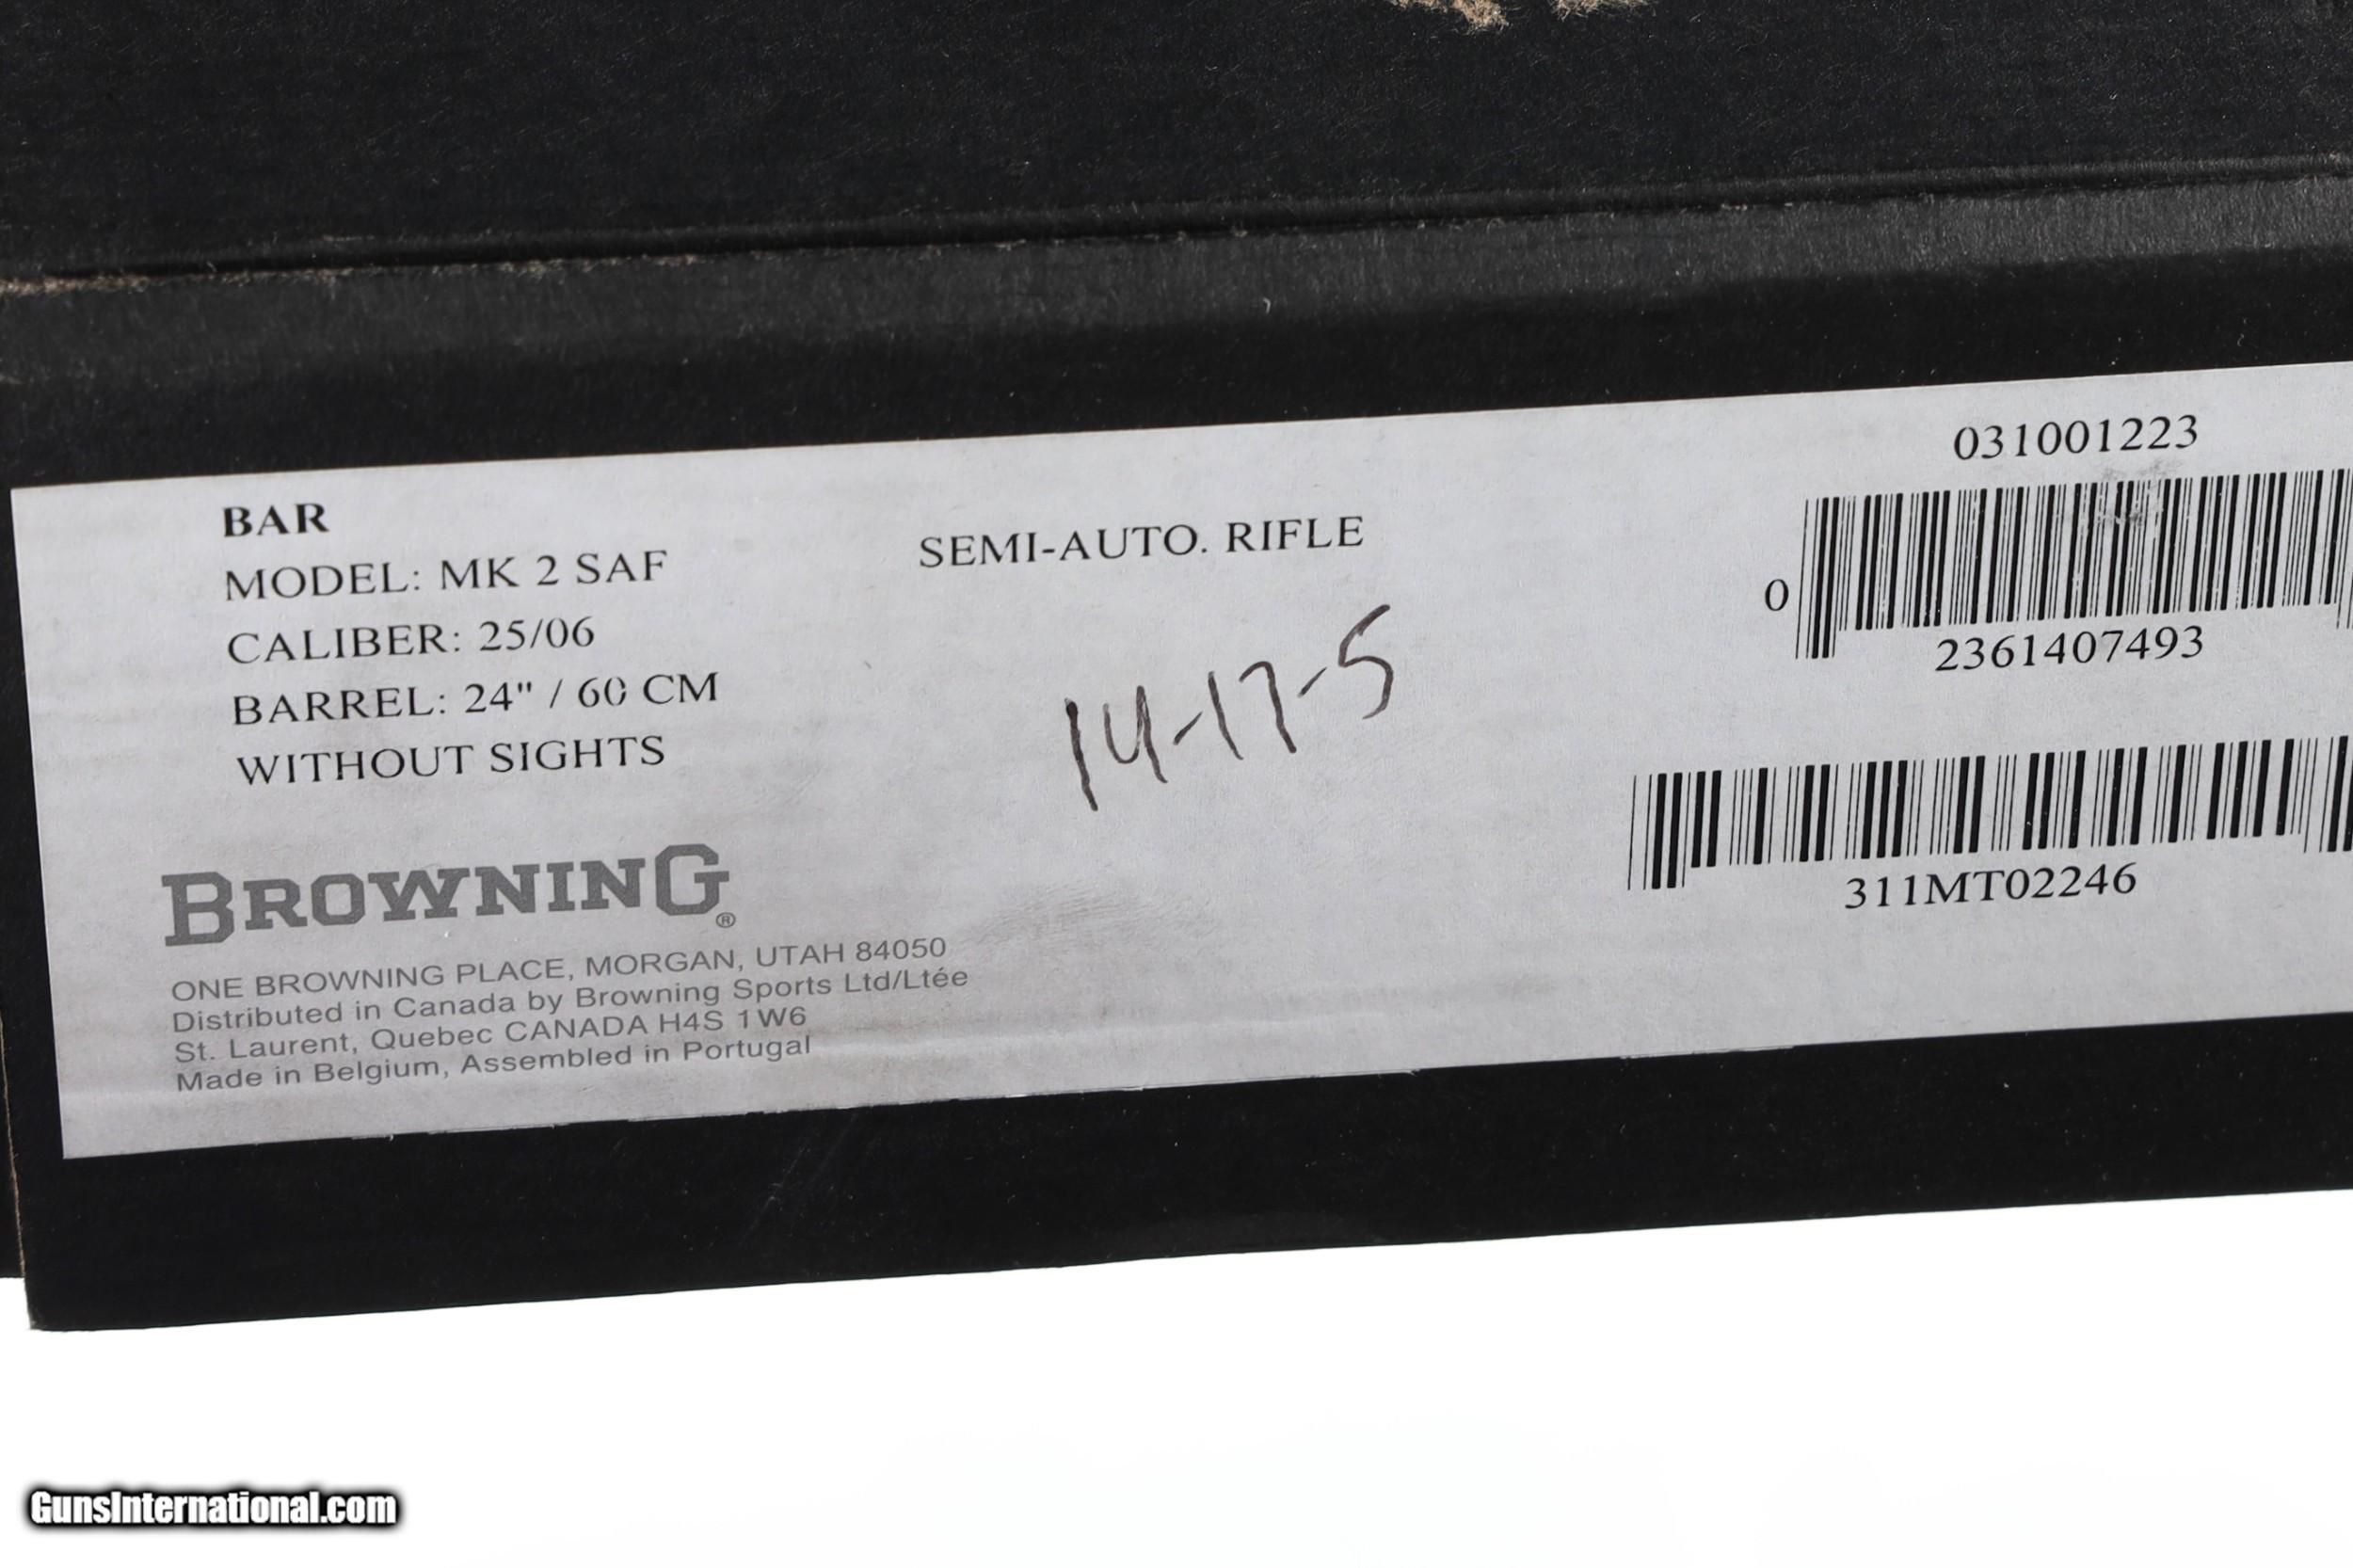 BAR
MODEL: MK 2 SAF
CALIBER: 25/06
BARREL: 24" / 60 CM
WITHOUT SIGHTS
SEMI-AUTO. RIFLE
14-17-5
031001223
0
2361407493
311MT02246
BROWNING®
ONE BROWNING PLACE, MORGAN, UTAH 84050
Distributed in Canada by Browning Sports Ltd/Ltée
St. Laurent, Quebec CANADA H4S 1W6
Made in Belgium, Assembled in Portugal
GunsInternational.com